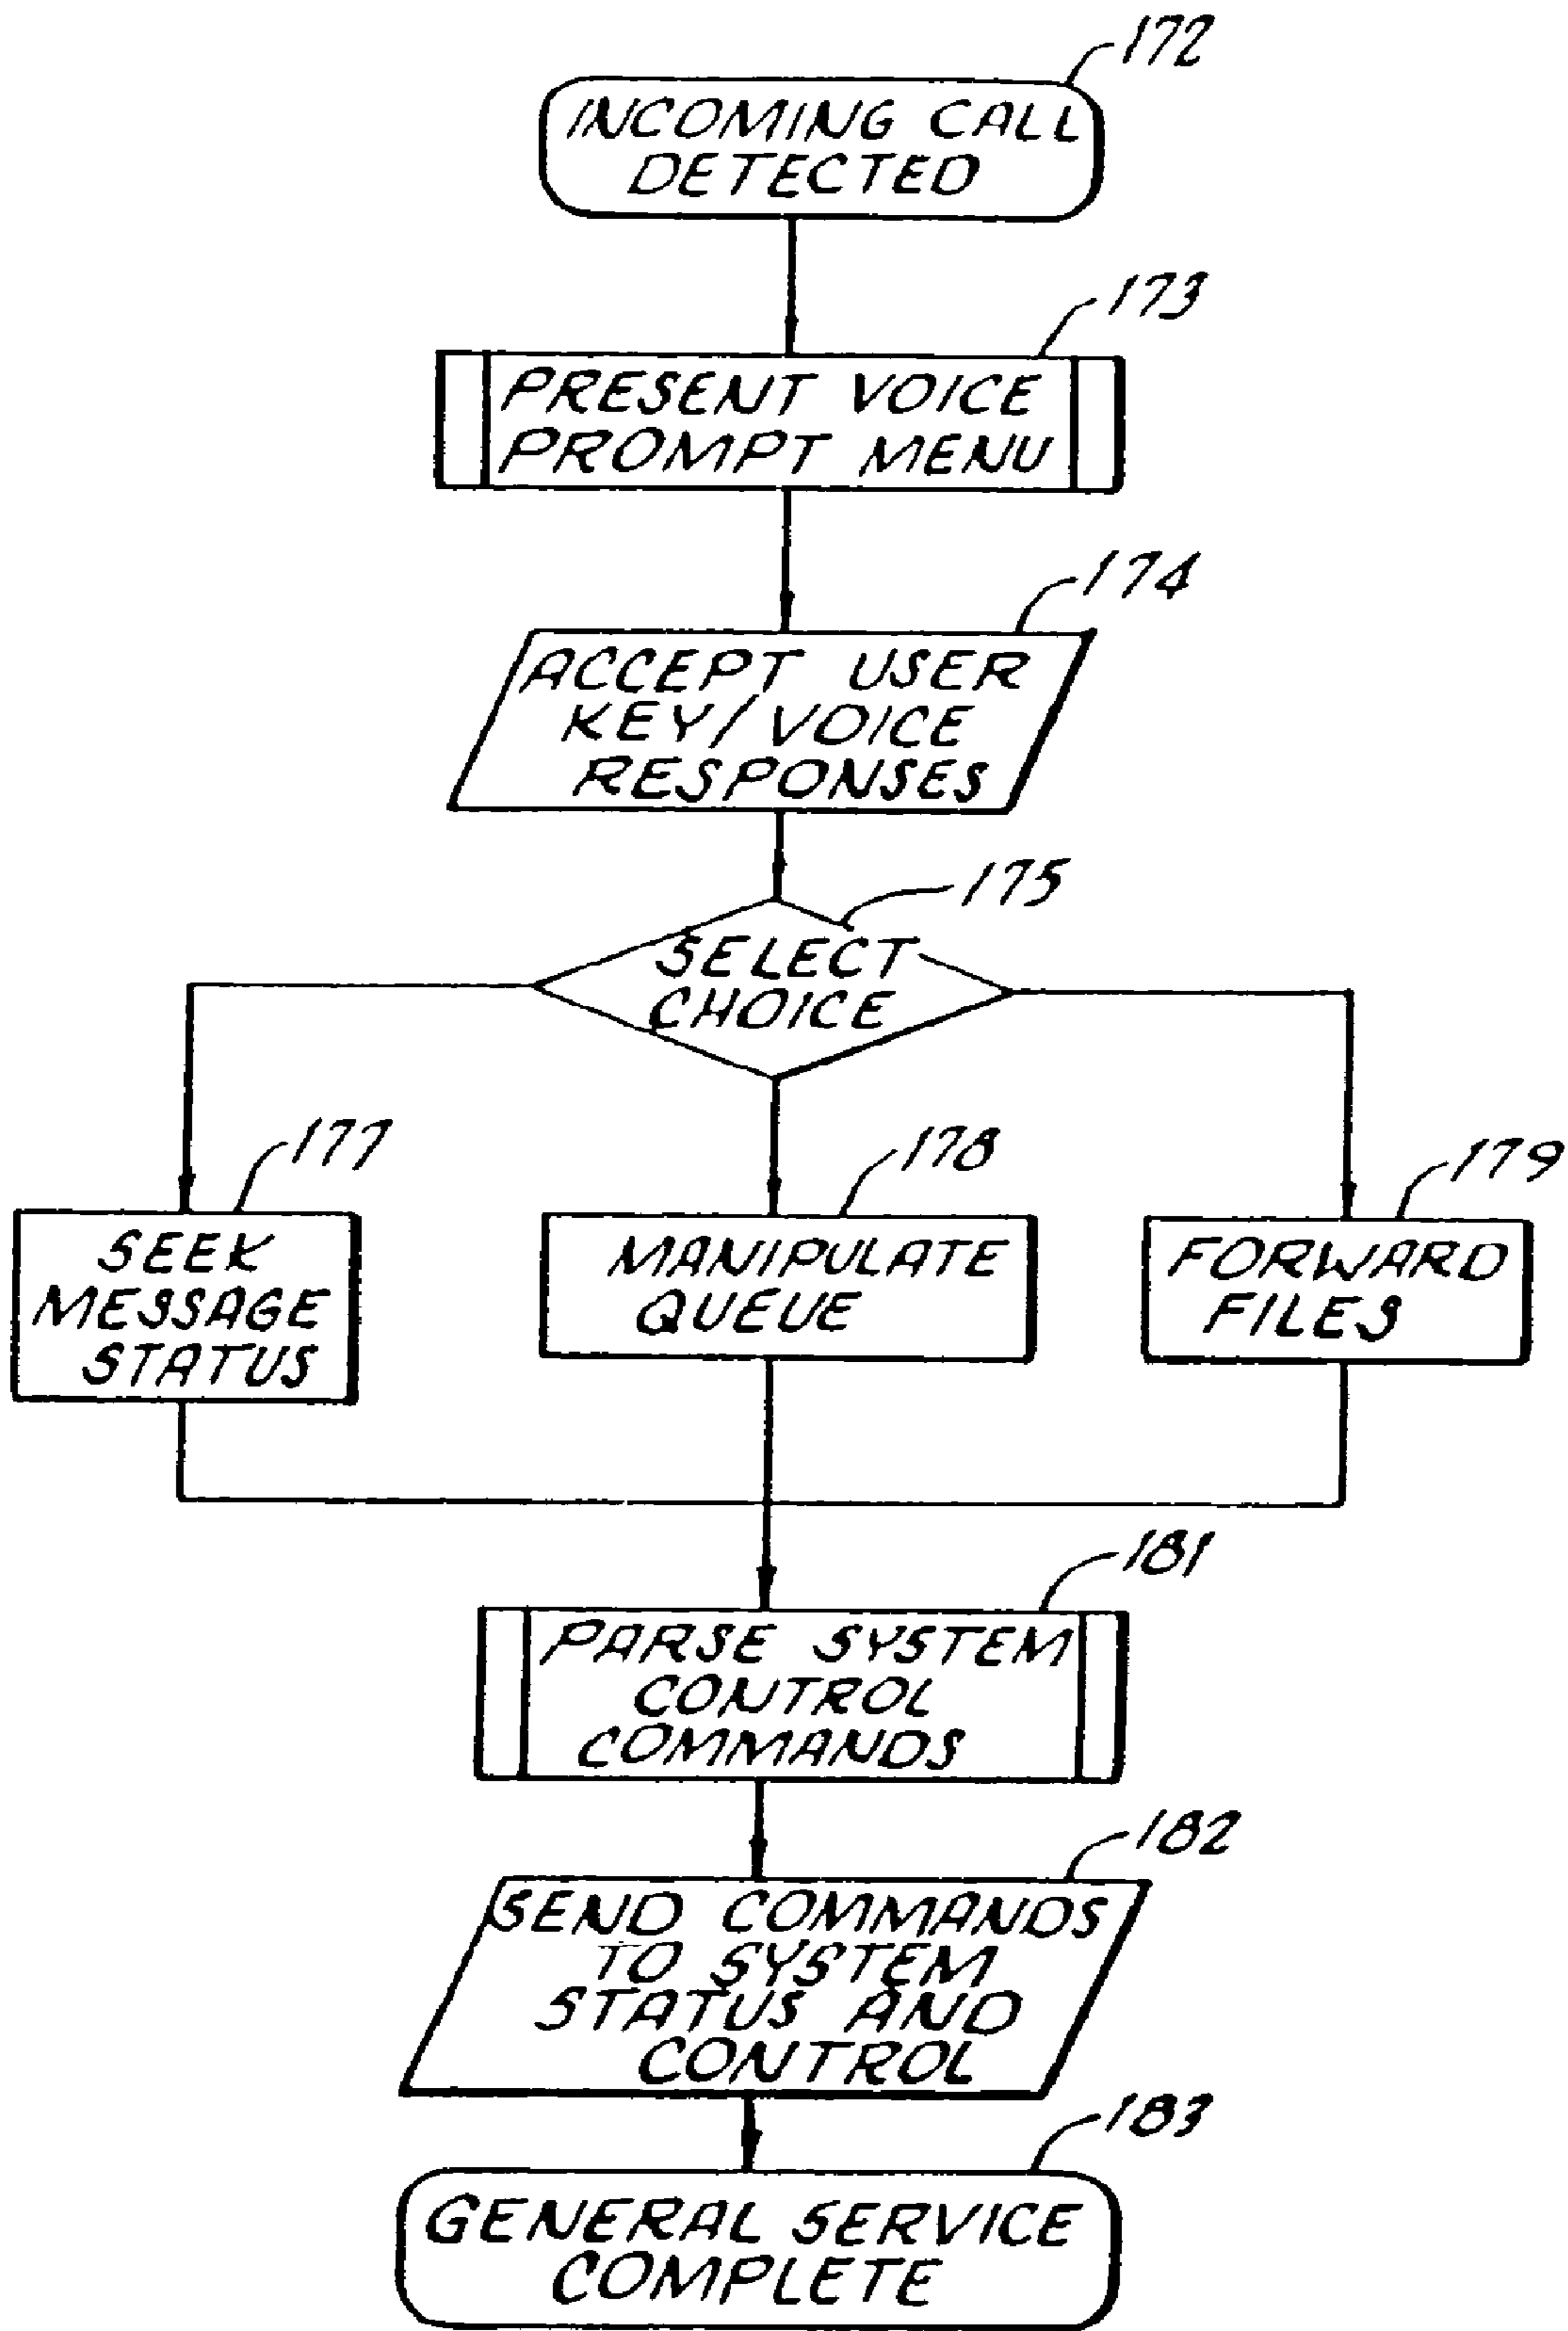 172
INCOMING CALL
DETECTED
173
PRESENT VOICE
PROMPT MENU
174
ACCEPT USER
KEY/VOICE
RESPONSES
175
SELECT
CHOICE
177
SEEK
MESSAGE
STATUS
178
MANIPULATE
QUEUE
179
FORWARD
FILES
181
PARSE SYSTEM
CONTROL
COMMANDS
182
SEND COMMANDS
TO SYSTEM
STATUS AND
CONTROL
183
GENERAL SERVICE
COMPLETE